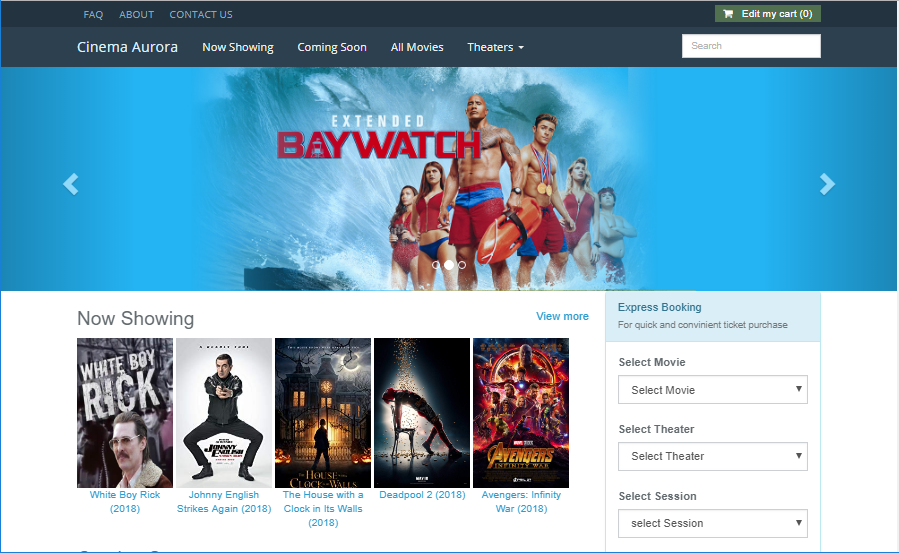 FAQ ABOUT CONTACT US
Edit my cart (0)
Cinema Aurora Now Showing Coming Soon All Movies Theaters
Search
EXTENDED
BAYWATCH
Now Showing
View more
WHITE BOY
RICK
JOHNNY
ENGLISH
THE HOUSE WITH A
CLOCK IN ITS WALLS
MARVEL STUDIOS
AVENGERS
INFINITY WAR
White Boy Rick
(2018)
Johnny English
Strikes Again (2018)
The House with a
Clock in Its Walls
(2018)
Deadpool 2 (2018)
Avengers: Infinity
War (2018)
Express Booking
For quick and convinient ticket purchase
Select Movie
Select Movie
Select Theater
Select Theater
Select Session
select Session